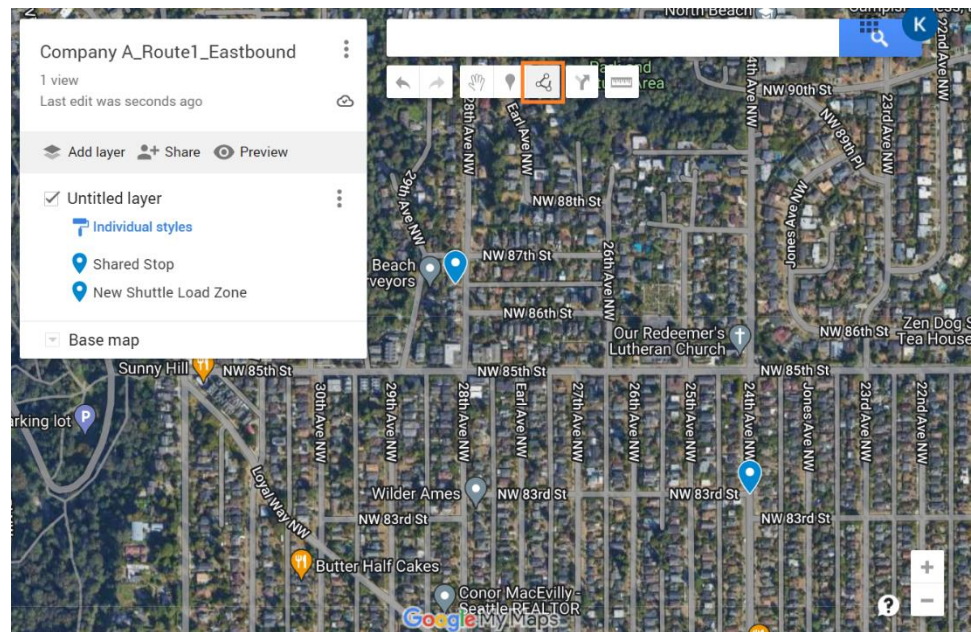 North Beach
Company A_Route1_Eastbound
1 view
Last edit was seconds ago
Add layer
Share
Preview
Untitled layer
Individual styles
Shared Stop
New Shuttle Load Zone
Base map
K
22nd Ave NW
24th Ave NW
NW 90th St
23rd Ave NW
NW 89th Pl
28th Ave NW
Earl Ave NW
29th Ave NW
NW 88th St
Jones Ave NW
26th Ave NW
NW 87th St
Beach
veyors
NW 86th St
Our Redeemer's
Lutheran Church
NW 86th St
Zen Dog
Tea House
Sunny Hill
NW 85th St
NW 85th St
NW 85th St
arking lot
P
30th Ave NW
29th Ave NW
28th Ave NW
Earl Ave NW
27th Ave NW
26th Ave NW
25th Ave NW
24th Ave NW
Jones Ave NW
23rd Ave NW
22nd Ave NW
Loyal Way NW
Wilder Ames
NW 83rd St
NW 83rd St
NW 83rd St
NW 83rd St
Butter Half Cakes
Conor MacEvilly -
Seattle REALTOR
Google My Maps
+
?
−